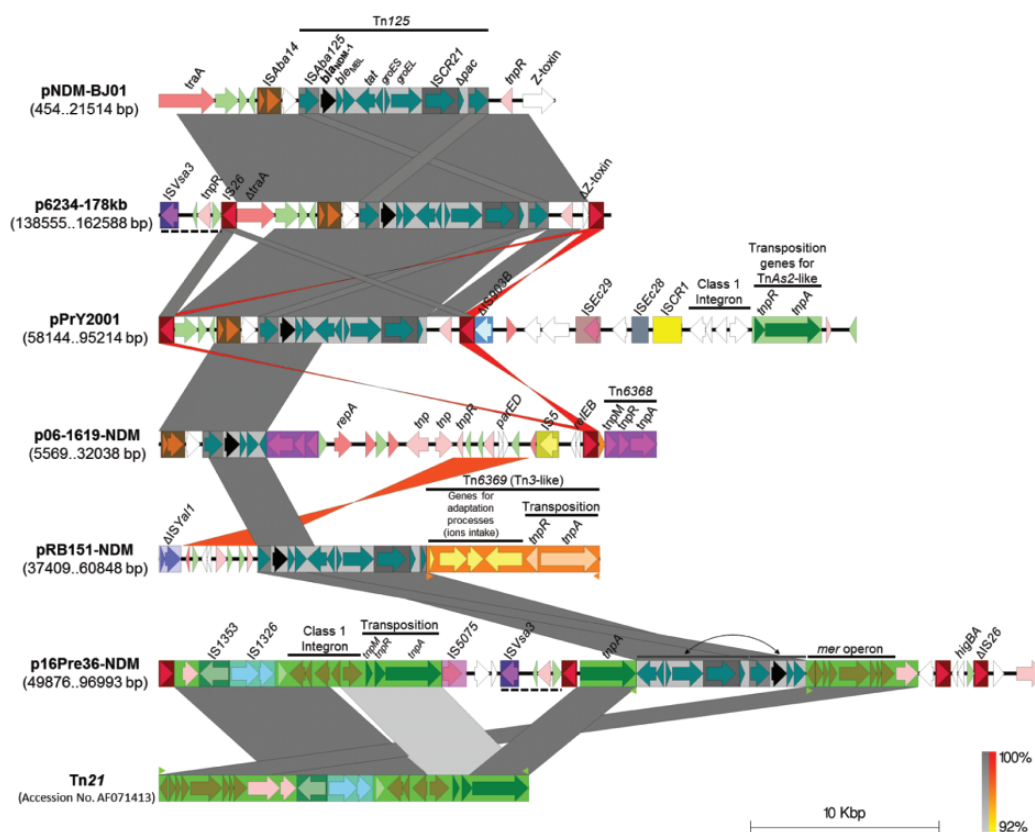 Tn125
traA
ISAba14
ISAba125
blaNDM-1
bleMBL
tat
groES
groEL
ISCR21
Δpac
tnpR
Z-toxin
pNDM-BJ01
(454..21514 bp)
ISVsa3
tnpR
IS26
ΔtraA
ΔZ-toxin
p6234-178kb
(138555..162588 bp)
ΔIS903B
ISEc29
ISEc28
ISCR1
Class 1
Integron
Transposition
genes for
TnAs2-like
tnpR
tnpA
pPrY2001
(58144..95214 bp)
repA
tnp
tnp
tnpR
parED
IS5
relEB
Tn6368
tnpM
tnpR
tnpA
p06-1619-NDM
(5569..32038 bp)
Tn6369 (Tn3-like)
Genes for
adaptation
processes
(ions intake)
Transposition
tnpR
tnpA
ΔISYal1
pRB151-NDM
(37409..60848 bp)
IS1353
IS1326
Class 1
Integron
Transposition
tnpM
tnpR
tnpA
IS5075
ISVsa3
tnpA
mer operon
higBA
ΔIS26
p16Pre36-NDM
(49876..96993 bp)
Tn21
(Accession No. AF071413)
10 Kbp
100%
92%